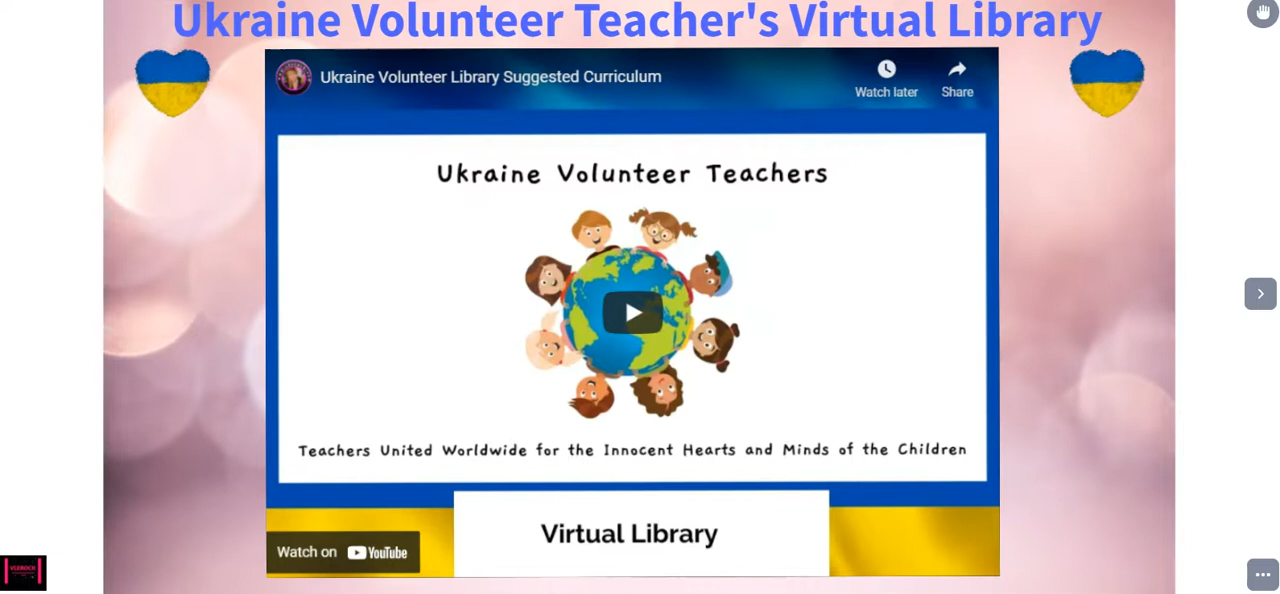 Ukraine Volunteer Teacher's Virtual Library
Ukraine Volunteer Library Suggested Curriculum
Watch later
Share
Ukraine Volunteer Teachers
Teachers United Worldwide for the Innocent Hearts and Minds of the Children
Virtual Library
Watch on YouTube